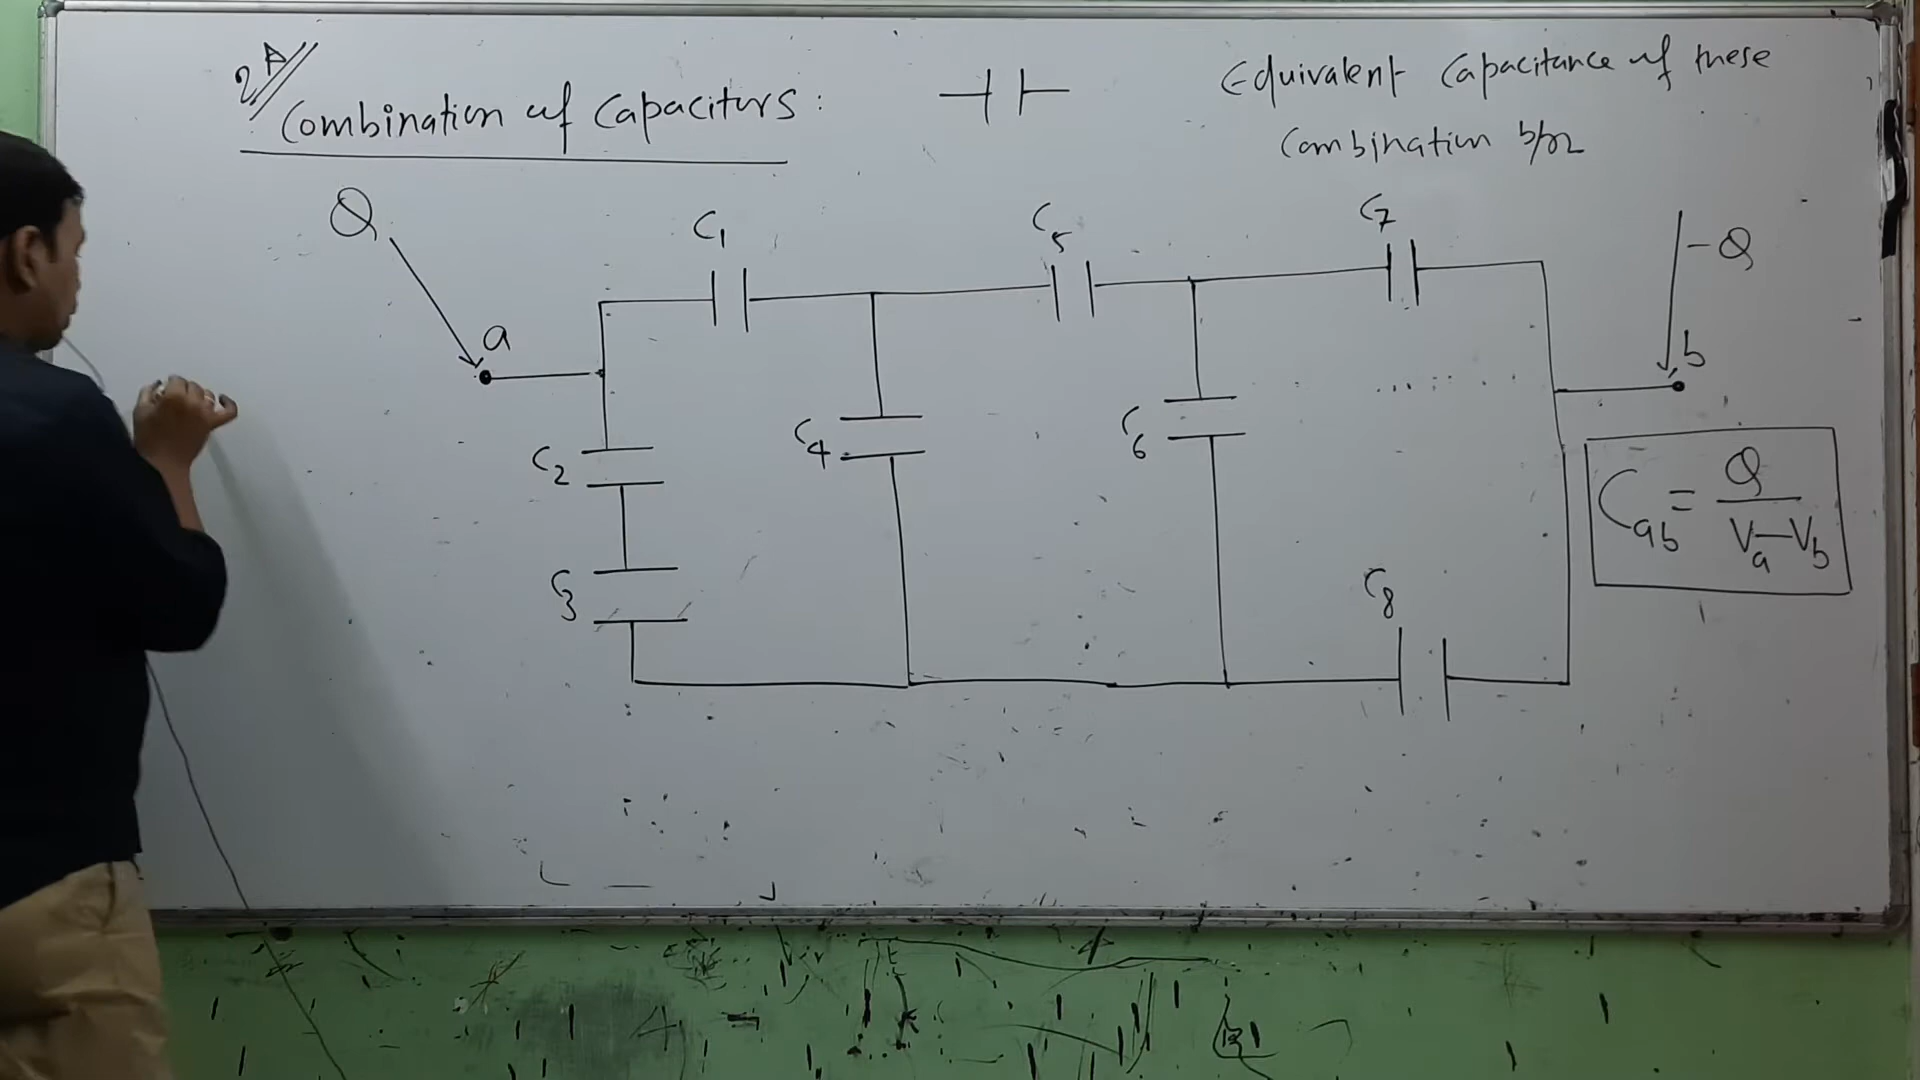 2A
Combination of Capacitors:
Equivalent Capacitance of these
Combination b/n
Q
a
C1
C5
C7
-Q
b
C2
C4
C6
C3
C8
Cab = Q / Va-Vb